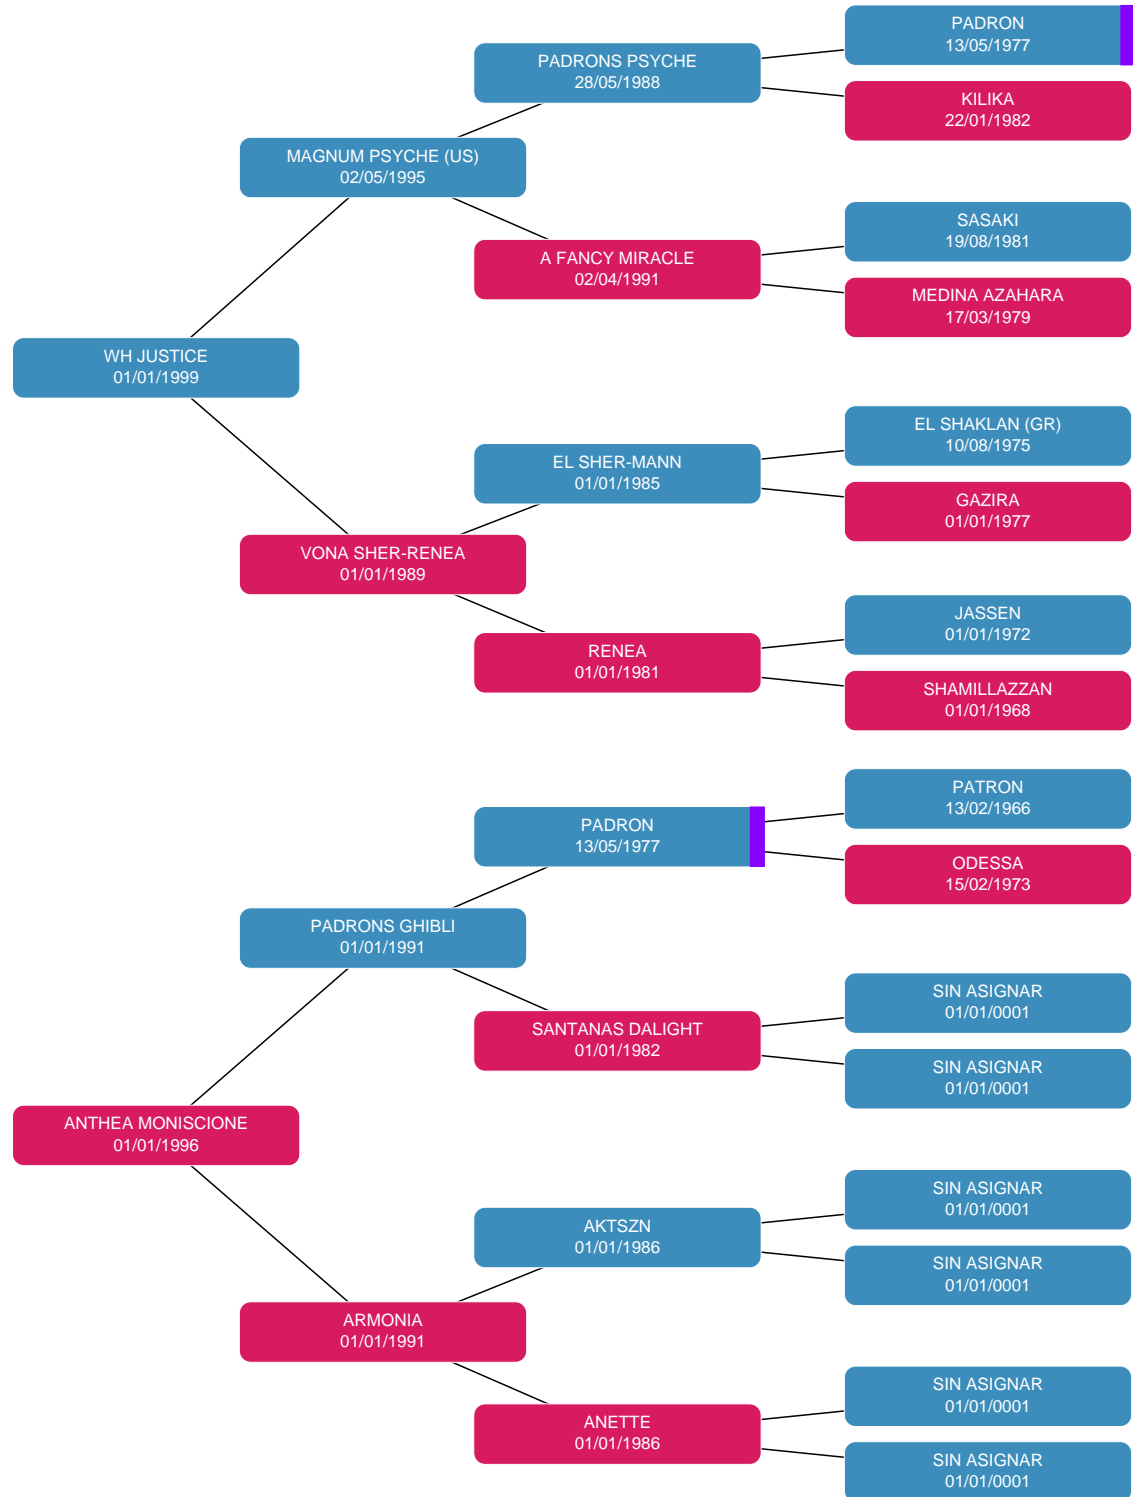 PADRON
13/05/1977
PADRONS PSYCHE
28/05/1988
KILIKA
22/01/1982
MAGNUM PSYCHE (US)
02/05/1995
SASAKI
19/08/1981
A FANCY MIRACLE
02/04/1991
MEDINA AZAHARA
17/03/1979
WH JUSTICE
01/01/1999
EL SHAKLAN (GR)
10/08/1975
EL SHER-MANN
01/01/1985
GAZIRA
01/01/1977
VONA SHER-RENEA
01/01/1989
JASSEN
01/01/1972
RENEA
01/01/1981
SHAMILLAZZAN
01/01/1968
PATRON
13/02/1966
PADRON
13/05/1977
ODESSA
15/02/1973
PADRONS GHIBLI
01/01/1991
SIN ASIGNAR
01/01/0001
SANTANAS DALIGHT
01/01/1982
SIN ASIGNAR
01/01/0001
ANTHEA MONISCIONE
01/01/1996
SIN ASIGNAR
01/01/0001
AKTSZN
01/01/1986
SIN ASIGNAR
01/01/0001
ARMONIA
01/01/1991
SIN ASIGNAR
01/01/0001
ANETTE
01/01/1986
SIN ASIGNAR
01/01/0001